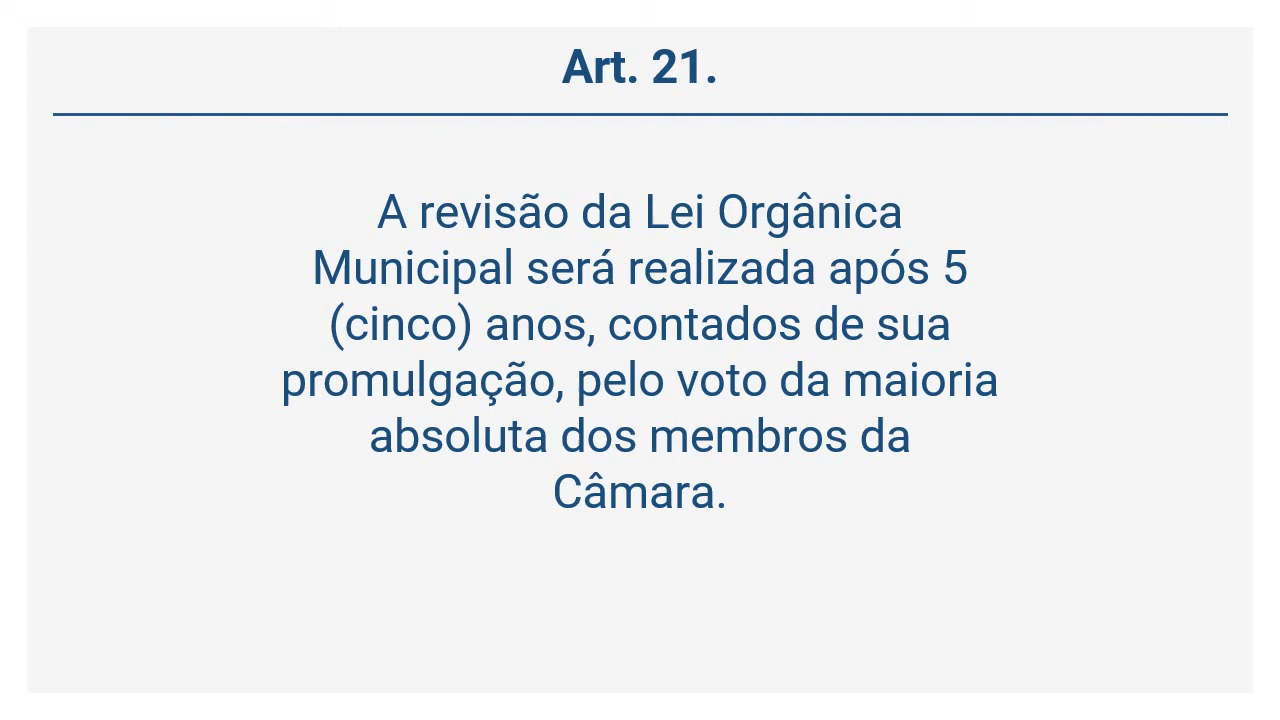 Art. 21.
A revisão da Lei Orgânica
Municipal será realizada após 5
(cinco) anos, contados de sua
promulgação, pelo voto da maioria
absoluta dos membros da
Câmara.